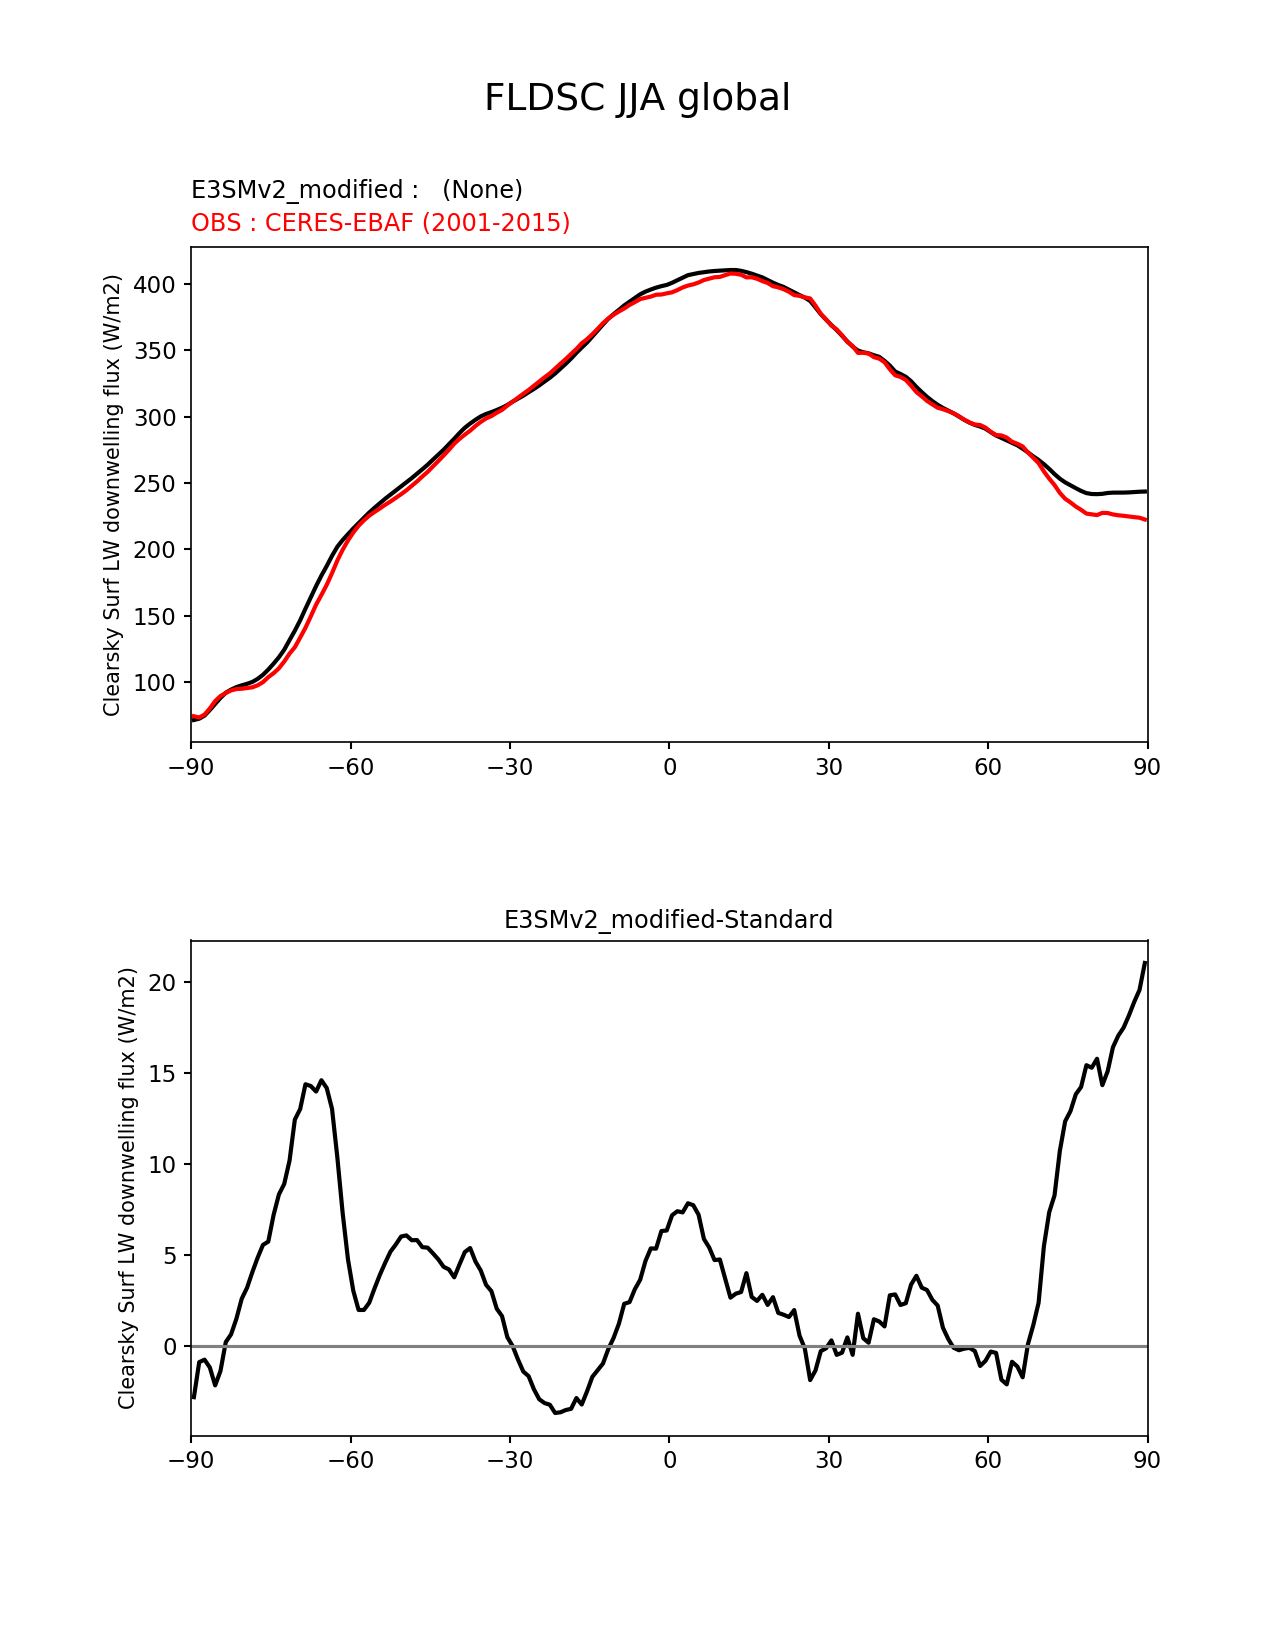 FLDSC JJA global
E3SMv2_modified :   (None)
OBS : CERES-EBAF (2001-2015)
Clearsky Surf LW downwelling flux (W/m2)
400
350
300
250
200
150
100
−90 −60 −30 0 30 60 90
E3SMv2_modified-Standard
Clearsky Surf LW downwelling flux (W/m2)
20
15
10
5
0
−90 −60 −30 0 30 60 90